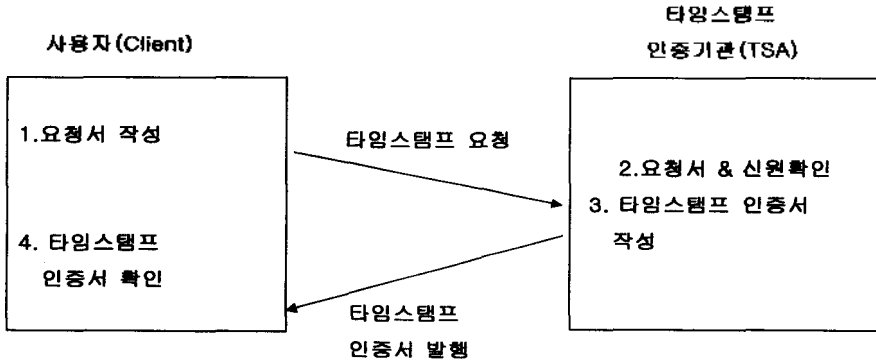 사용자(Client)
타임스탬프
인증기관(TSA)
1.요청서 작성
타임스탬프 요청
2.요청서 & 신원확인
3. 타임스탬프 인증서
작성
4. 타임스탬프
인증서 확인
타임스탬프
인증서 발행